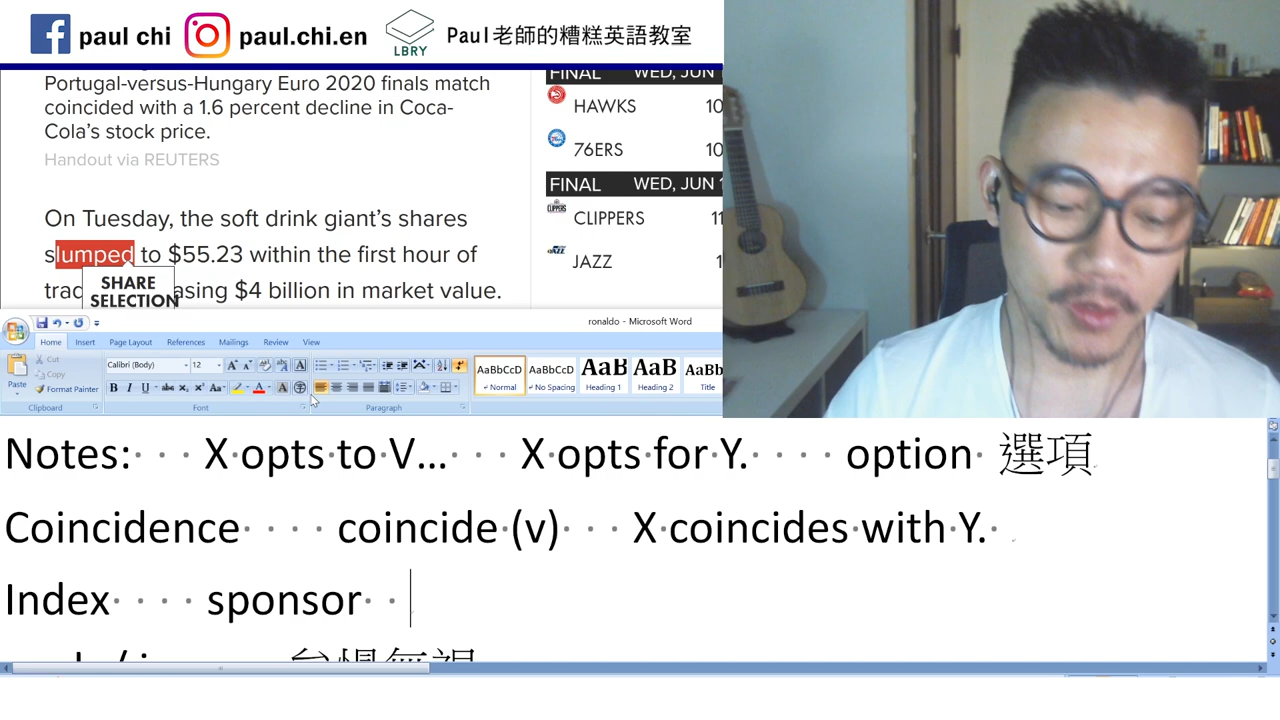 paul chi paul.chi.en LBRY Paul老師的糟糕英語教室
Portugal-versus-Hungary Euro 2020 finals match
coincided with a 1.6 percent decline in Coca-
Cola's stock price.
Handout via REUTERS
On Tuesday, the soft drink giant's shares
slumped to $55.23 within the first hour of
trad asing $4 billion in market value.
SHARE
SELECTION
FINAL WED, JUN 1
HAWKS 10
76ERS 10
FINAL WED, JUN 1
CLIPPERS 11
JAZZ 1
ronaldo - Microsoft Word
Home Insert Page Layout References Mailings Review View
Paste Cut
Copy
Format Painter
Clipboard
Calibri (Body) 12
Font
Paragraph
AaBbCcD AaBbCcD AaB AaB AaBb
Normal No Spacing Heading 1 Heading 2 Title
Notes: X opts to V... X opts for Y. option 選項
Coincidence coincide (v) X coincides with Y.
Index sponsor